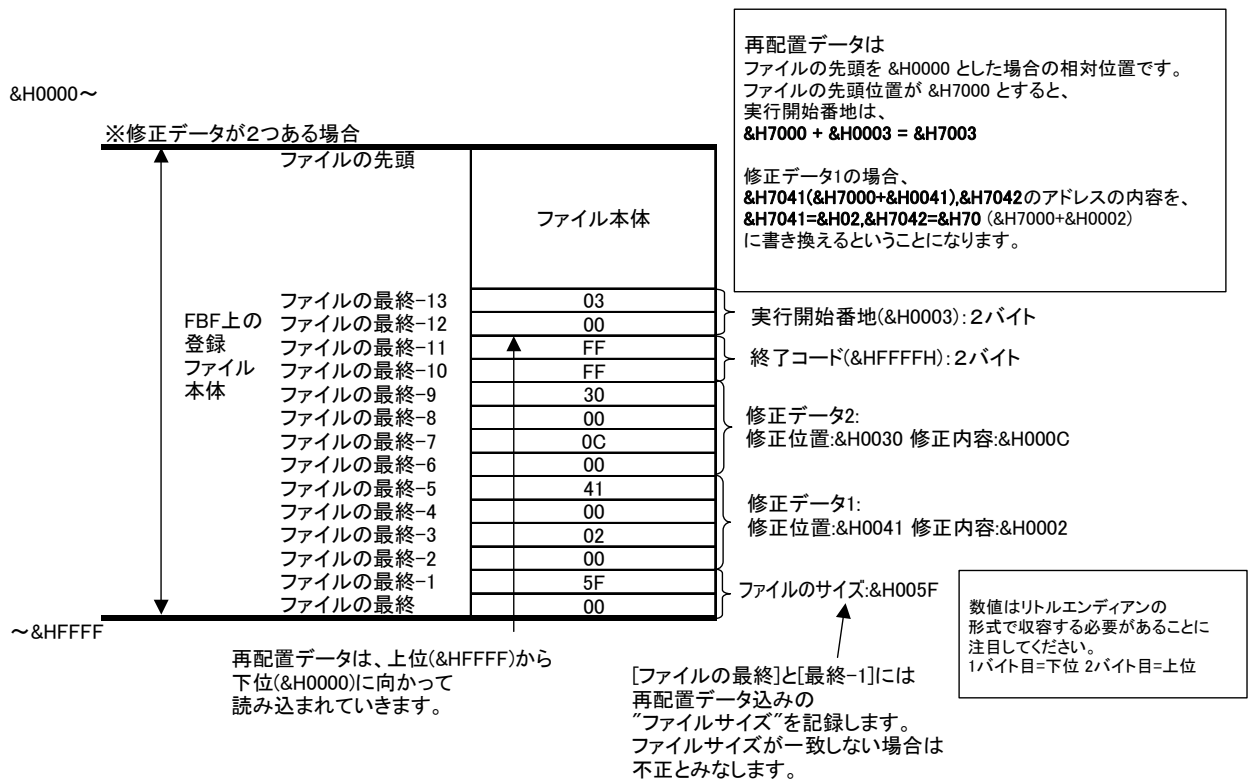 再配置データは
ファイルの先頭を &H0000 とした場合の相対位置です。
ファイルの先頭位置が &H7000 とすると、
実行開始番地は、
&H7000 + &H0003 = &H7003
修正データ1の場合、
&H7041(&H7000+&H0041),&H7042のアドレスの内容を、
&H7041=&H02,&H7042=&H70 (&H7000+&H0002)
に書き換えるということになります。
&H0000～
※修正データが2つある場合
ファイルの先頭
ファイル本体
FBF上の
登録
ファイル
本体
ファイルの最終-13 03
ファイルの最終-12 00
ファイルの最終-11 FF
ファイルの最終-10 FF
ファイルの最終-9 30
ファイルの最終-8 00
ファイルの最終-7 0C
ファイルの最終-6 00
ファイルの最終-5 41
ファイルの最終-4 00
ファイルの最終-3 02
ファイルの最終-2 00
ファイルの最終-1 5F
ファイルの最終 00
実行開始番地(&H0003):2バイト
終了コード(&HFFFFH):2バイト
修正データ2:
修正位置:&H0030 修正内容:&H000C
修正データ1:
修正位置:&H0041 修正内容:&H0002
ファイルのサイズ:&H005F
～&HFFFF
再配置データは、上位(&HFFFF)から
下位(&H0000)に向かって
読み込まれていきます。
[ファイルの最終]と[最終-1]には
再配置データ込みの
"ファイルサイズ"を記録します。
ファイルサイズが一致しない場合は
不正とみなします。
数値はリトルエンディアンの
形式で収容する必要があることに
注目してください。
1バイト目=下位 2バイト目=上位